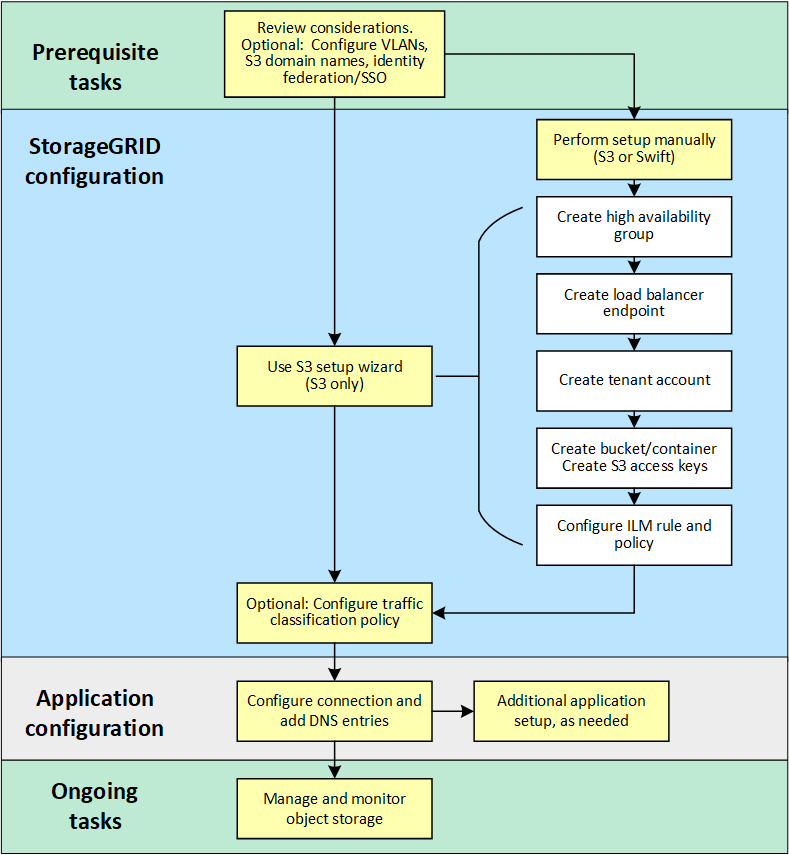 Prerequisite
tasks
Review considerations.
Optional:  Configure VLANs,
S3 domain names, identity
federation/SSO
StorageGRID
configuration
Perform setup manually
(S3 or Swift)
Create high availability
group
Create load balancer
endpoint
Create tenant account
Create bucket/container
Create S3 access keys
Configure ILM rule and
policy
Use S3 setup wizard
(S3 only)
Optional: Configure traffic
classification policy
Application
configuration
Configure connection and
add DNS entries
Additional application
setup, as needed
Ongoing
tasks
Manage and monitor
object storage